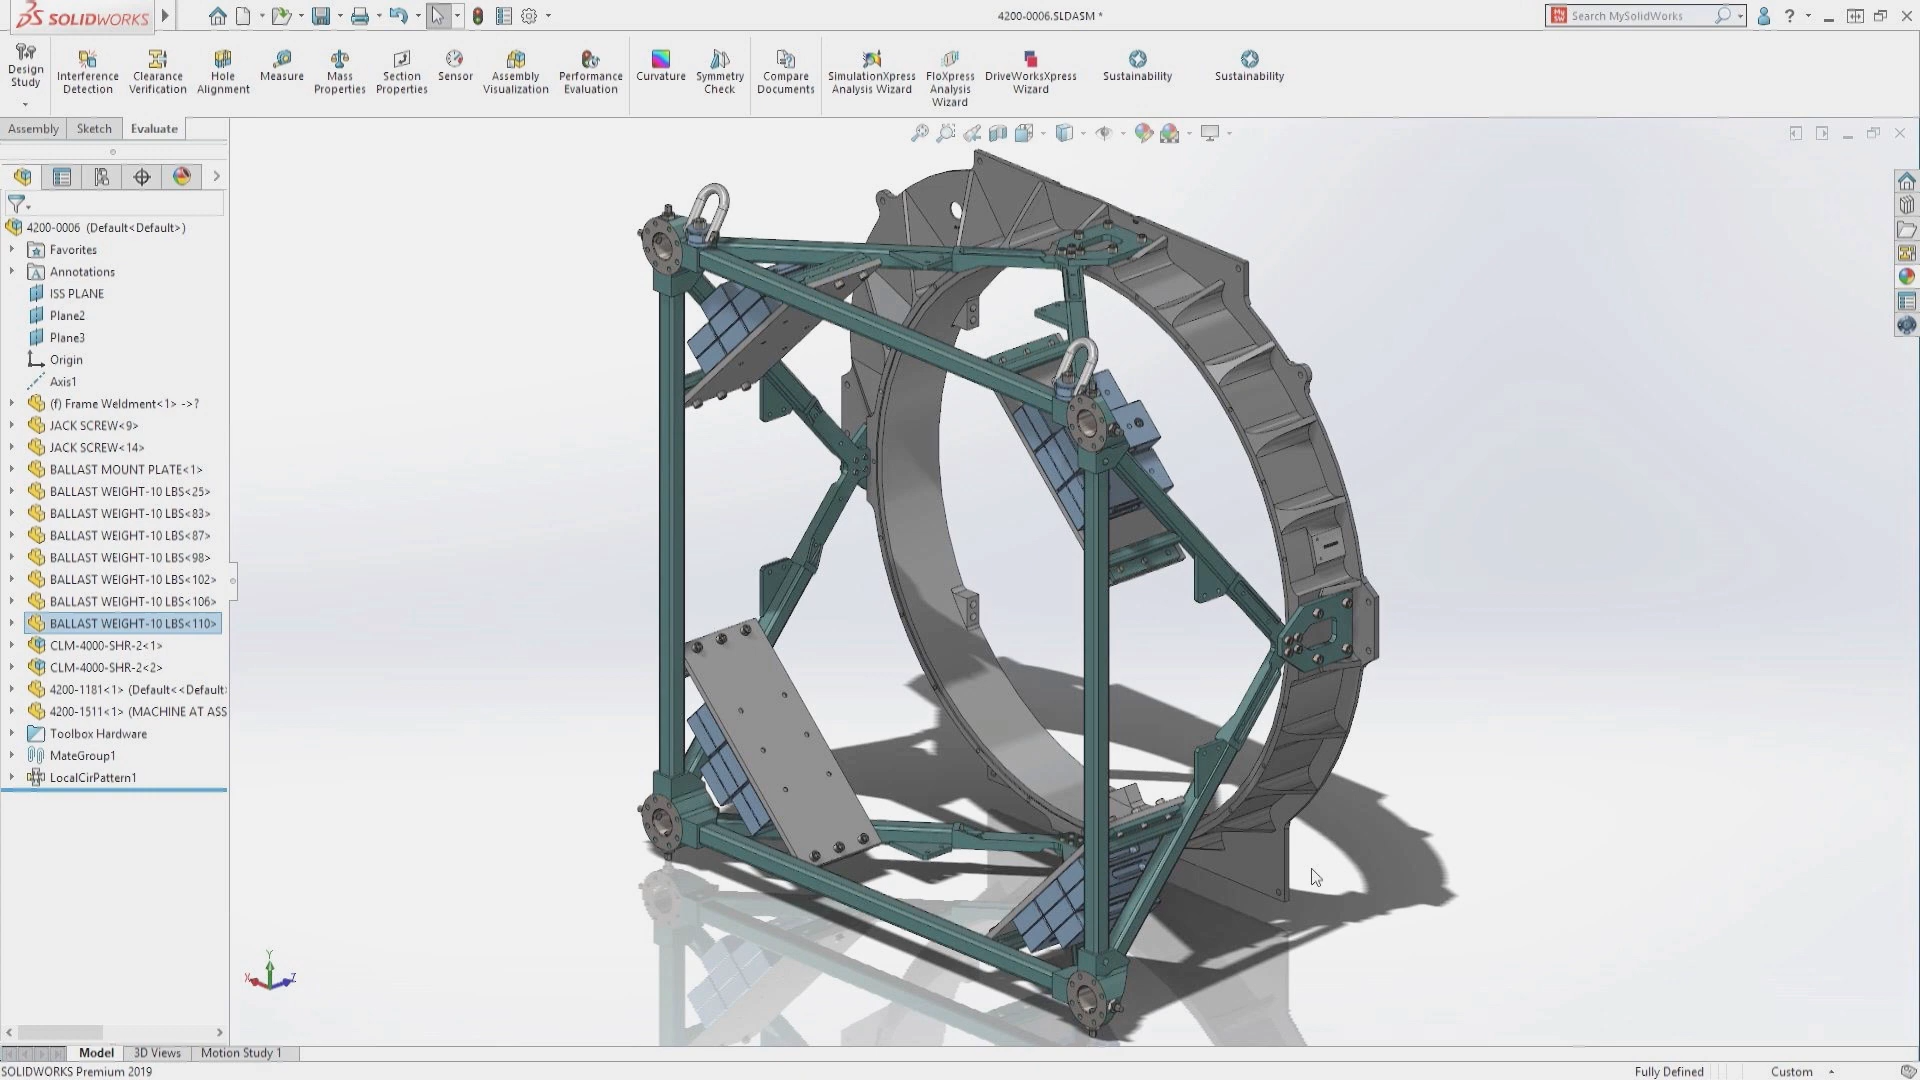 SOLIDWORKS
4200-0006.SLDASM *
Search MySolidWorks
Design Study
Interference Detection
Clearance Verification
Hole Alignment
Measure
Mass Properties
Section Properties
Sensor
Assembly Visualization
Performance Evaluation
Curvature
Symmetry Check
Compare Documents
SimulationXpress Analysis Wizard
FloXpress Analysis Wizard
DriveWorksXpress Wizard
Sustainability
Sustainability
Assembly
Sketch
Evaluate
4200-0006 (Default<Default>)
Favorites
Annotations
ISS PLANE
Plane2
Plane3
Origin
Axis1
(f) Frame Weldment<1> ->?
JACK SCREW<9>
JACK SCREW<14>
BALLAST MOUNT PLATE<1>
BALLAST WEIGHT-10 LBS<25>
BALLAST WEIGHT-10 LBS<83>
BALLAST WEIGHT-10 LBS<87>
BALLAST WEIGHT-10 LBS<98>
BALLAST WEIGHT-10 LBS<102>
BALLAST WEIGHT-10 LBS<106>
BALLAST WEIGHT-10 LBS<110>
CLM-4000-SHR-2<1>
CLM-4000-SHR-2<2>
4200-1181<1> (Default<<Default
4200-1511<1> (MACHINE AT ASS
Toolbox Hardware
MateGroup1
LocalCirPattern1
Y
X
Z
Model
3D Views
Motion Study 1
SOLIDWORKS Premium 2019
Fully Defined
Custom